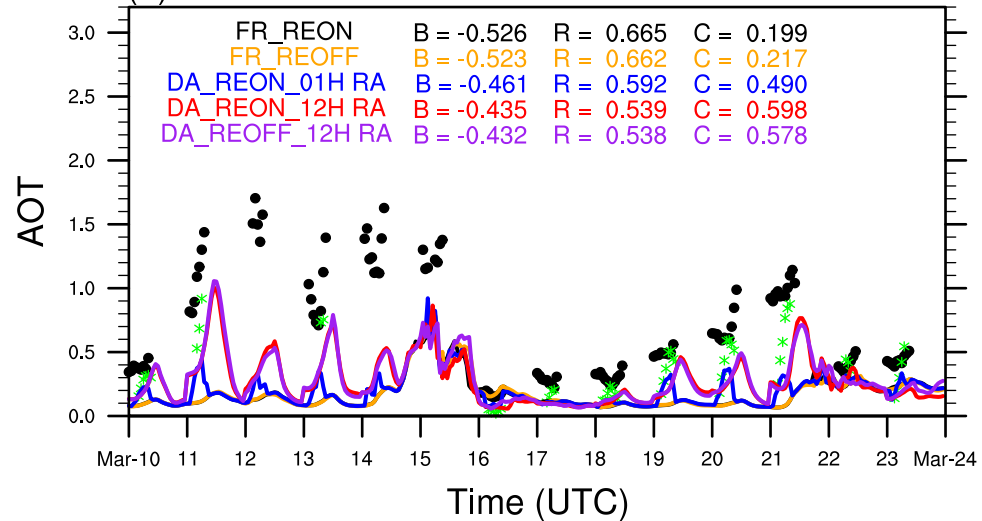 FR_REON B = -0.526 R = 0.665 C = 0.199
FR_REOFF B = -0.523 R = 0.662 C = 0.217
DA_REON_01H RA B = -0.461 R = 0.592 C = 0.490
DA_REON_12H RA B = -0.435 R = 0.539 C = 0.598
DA_REOFF_12H RA B = -0.432 R = 0.538 C = 0.578
3.0
2.5
2.0
1.5
1.0
0.5
0.0
AOT
Mar-10 11 12 13 14 15 16 17 18 19 20 21 22 23 Mar-24
Time (UTC)